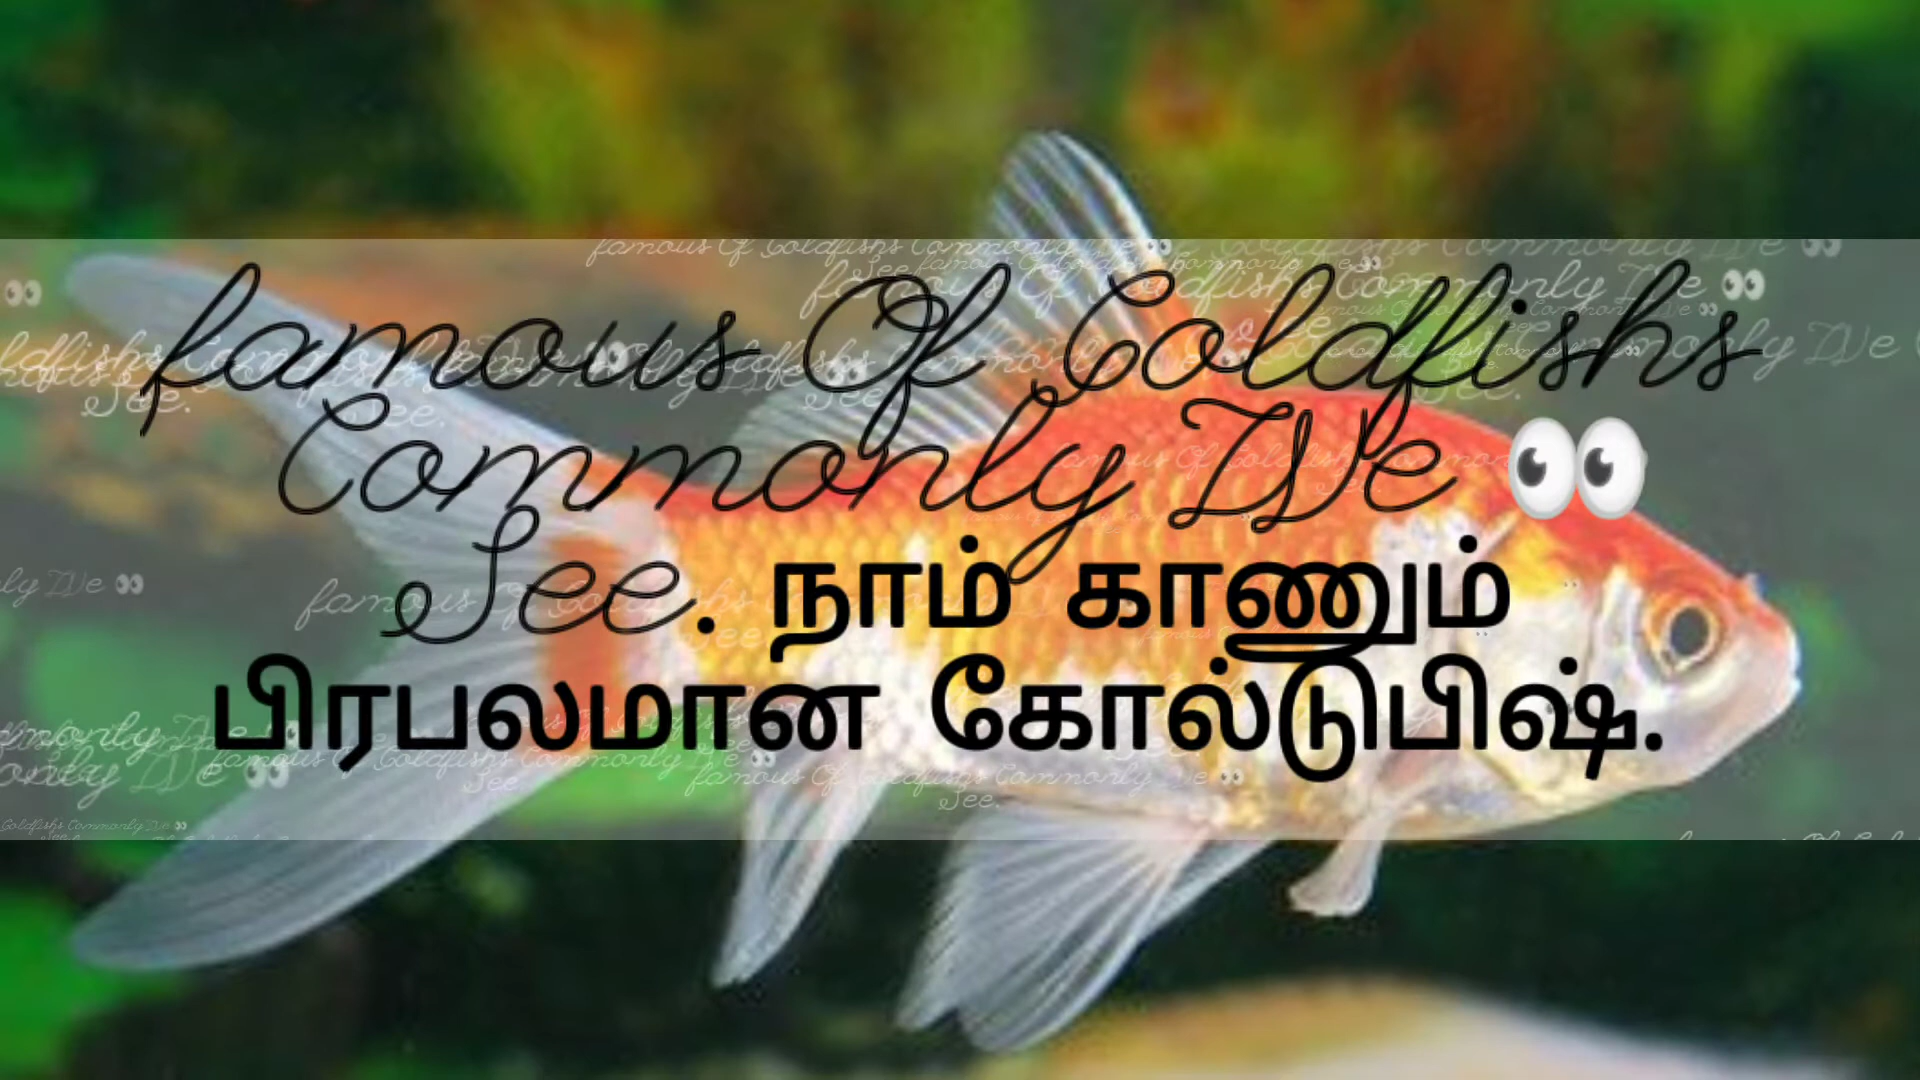 famous Of Goldfishs
Commonly We 👀
See. நாம் காணும்
பிரபலமான கோல்டுபிஷ்.